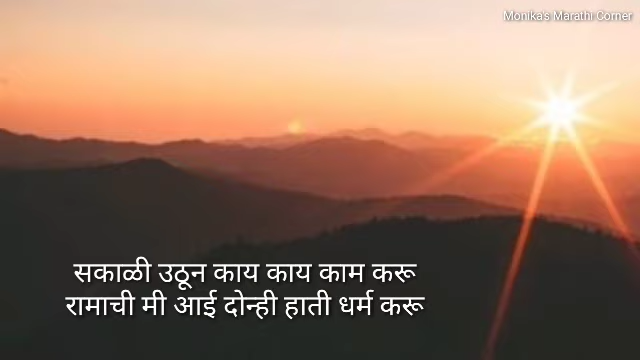 Monika's Marathi Corner
सकाळी उठून काय काय काम करू
रामाची मी आई दोन्ही हाती धर्म करू